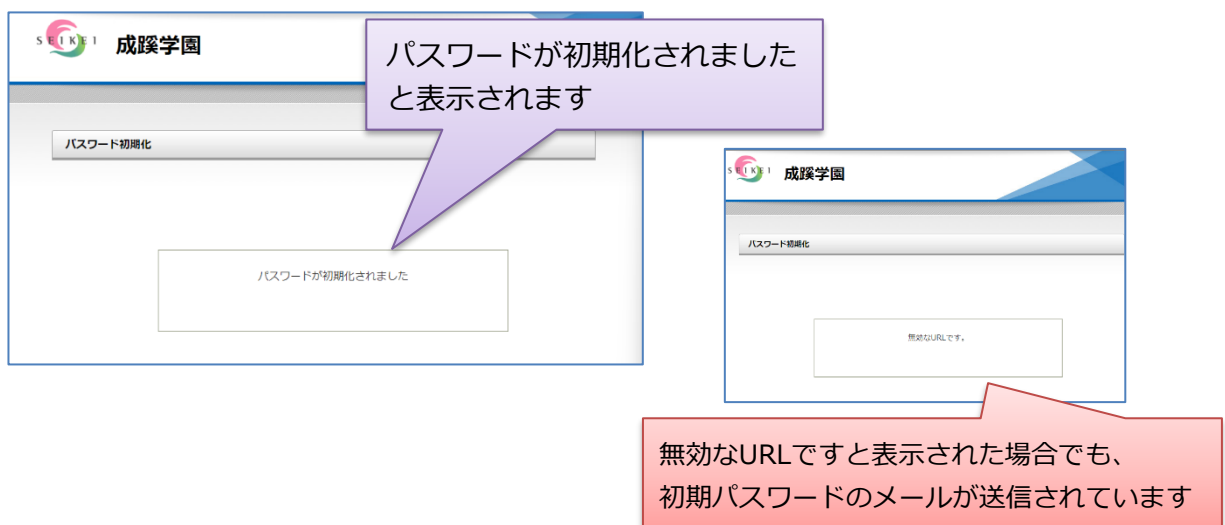 SEIKEI 成蹊学園
パスワードが初期化されました
と表示されます
パスワード初期化
パスワードが初期化されました
SEIKEI 成蹊学園
パスワード初期化
無効なURLです。
無効なURLですと表示された場合でも、
初期パスワードのメールが送信されています